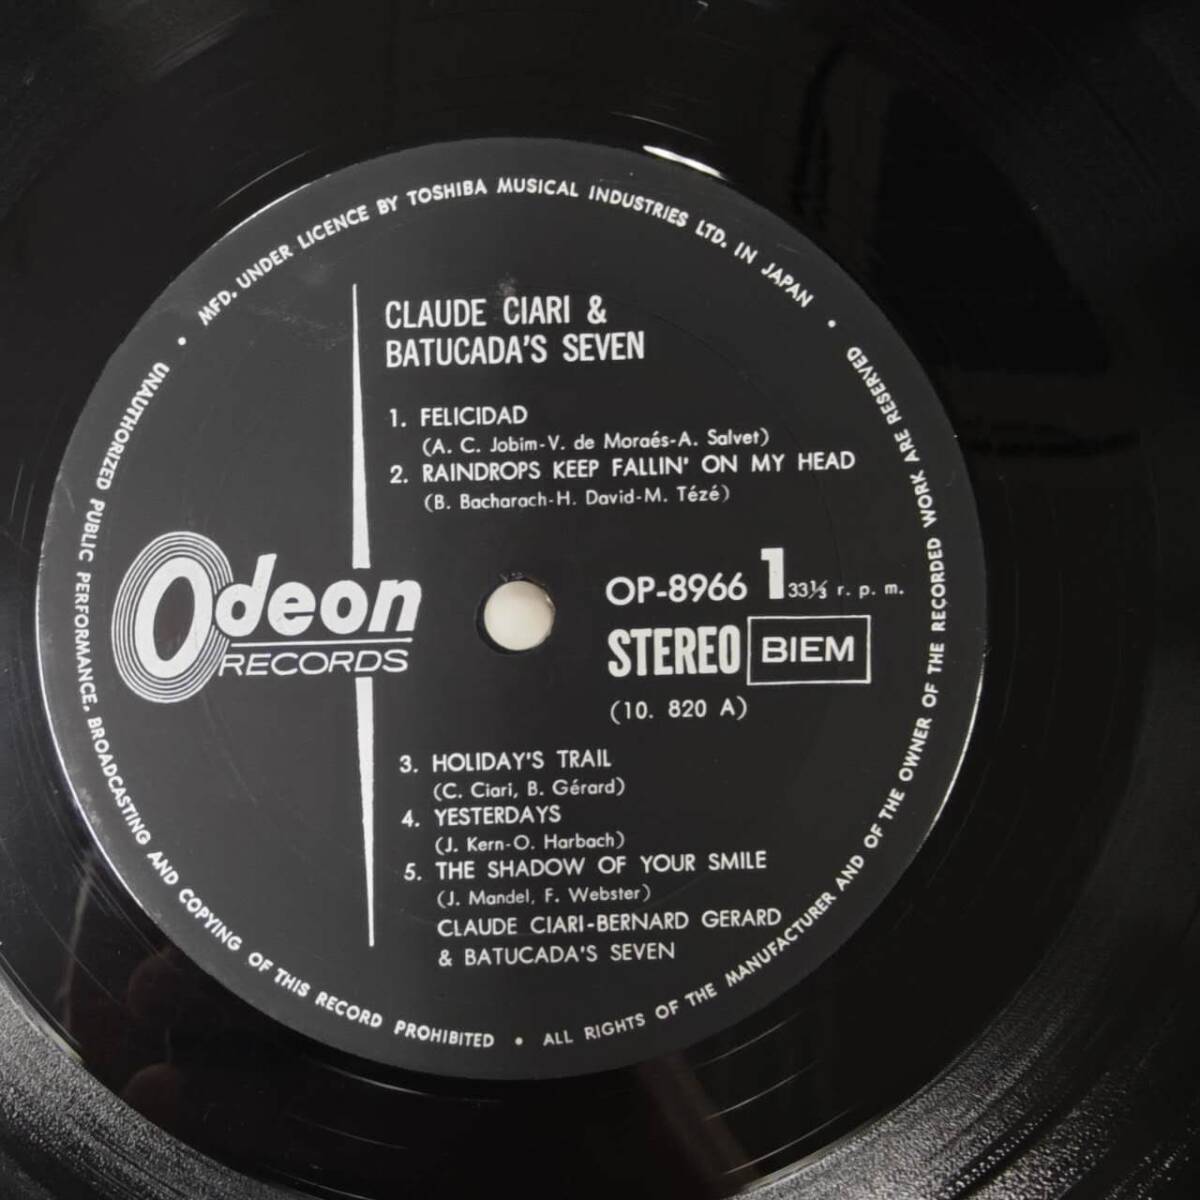 MFD. UNDER LICENCE BY TOSHIBA MUSICAL INDUSTRIES LTD. IN JAPAN •
CLAUDE CIARI &
BATUCADA'S SEVEN
1. FELICIDAD
(A. C. Jobim-V. de Moraés-A. Salvet)
2. RAINDROPS KEEP FALLIN' ON MY HEAD
(B. Bacharach-H. David-M. Tézé)
Odeon
RECORDS
OP-8966 1 33⅓ r. p. m.
STEREO BIEM
(10. 820 A)
3. HOLIDAY'S TRAIL
(C. Ciari, B. Gérard)
4. YESTERDAYS
(J. Kern-O. Harbach)
5. THE SHADOW OF YOUR SMILE
(J. Mandel, F. Webster)
CLAUDE CIARI-BERNARD GERARD
& BATUCADA'S SEVEN
ALL RIGHTS OF THE MANUFACTURER AND OF THE OWNER OF THE RECORDED WORK ARE RESERVED
• UNAUTHORIZED PUBLIC PERFORMANCE, BROADCASTING AND COPYING OF THIS RECORD PROHIBITED •